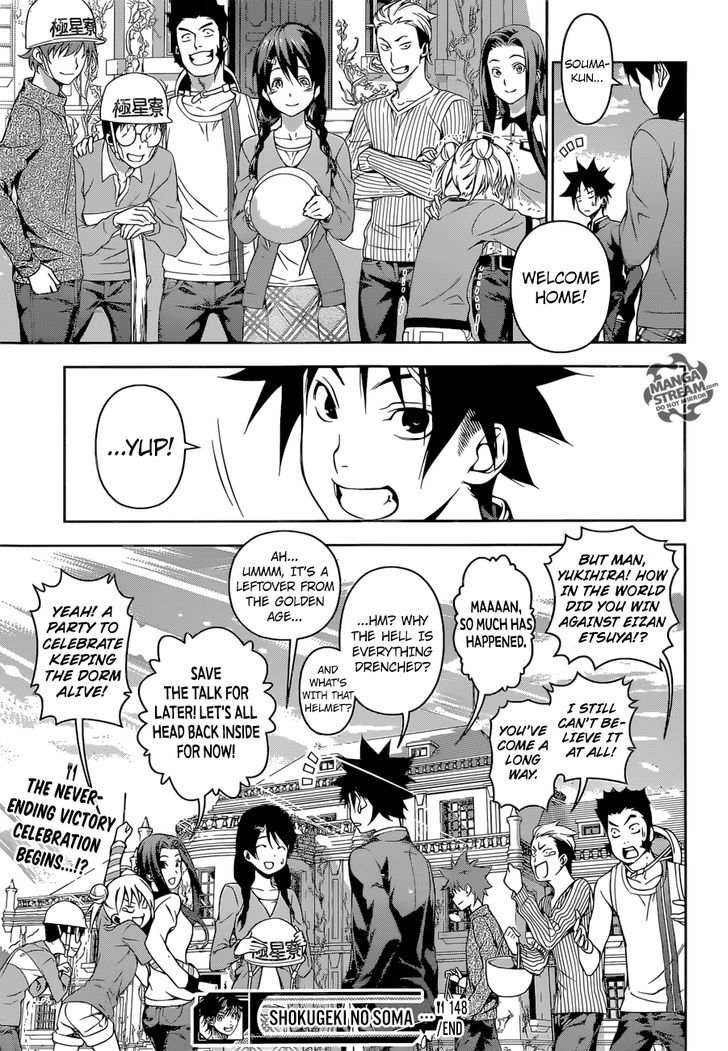 SOUMA-
KUN...
極星寮
極星寮
WELCOME
HOME!
MANGA
STREAM.com
DO NOT MIRROR
...YUP!
BUT MAN,
YUKIHIRA! HOW
IN THE WORLD
DID YOU WIN
AGAINST EIZAN
ETSUYA!?
I STILL
CAN'T BE-
LIEVE IT
AT ALL!
MAAAAN,
SO MUCH HAS
HAPPENED.
YOU'VE
COME A
LONG
WAY.
...HM? WHY
THE HELL IS
EVERYTHING
DRENCHED?
AND
WHAT'S
WITH THAT
HELMET?
AH...
UMMM, IT'S A
LEFTOVER FROM
THE GOLDEN
AGE...
SAVE
THE TALK FOR
LATER! LET'S ALL
HEAD BACK INSIDE
FOR NOW!
YEAH! A
PARTY TO
CELEBRATE
KEEPING
THE DORM
ALIVE!
THE NEVER-
ENDING VICTORY
CELEBRATION
BEGINS...!?
極星寮
SHOKUGEKI NO SOMA ...
148
/END